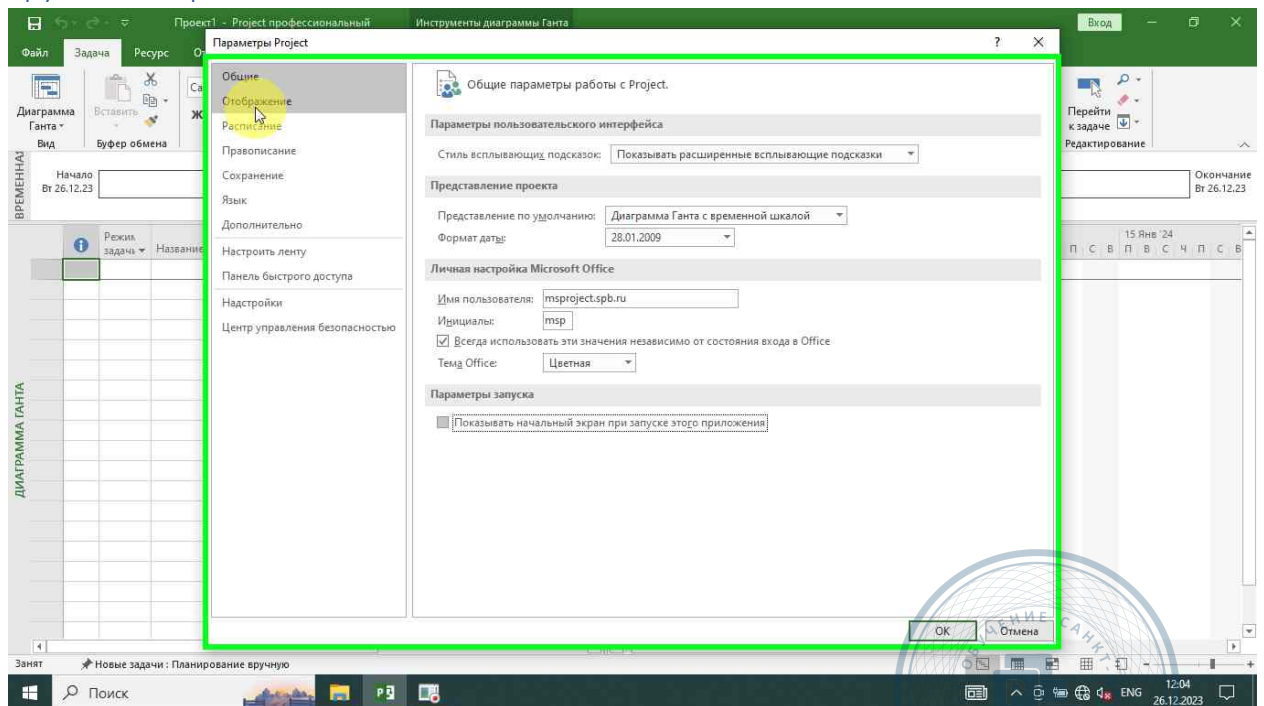 Проект1 - Project профессиональный
Инструменты диаграммы Ганта
Вход
Файл Задача Ресурс
Параметры Project ? ×
Диаграмма Ганта
Вставить
Ж
Вид
Буфер обмена
Перейти к задаче
Редактирование
Начало
Вт 26.12.23
Окончание
Вт 26.12.23
Режим
Название
15 Янв '24
П С В П В С Ч П С В
ДИАГРАММА ГАНТА
Общие
Отображение
Расписание
Правописание
Сохранение
Язык
Дополнительно
Настроить ленту
Панель быстрого доступа
Надстройки
Центр управления безопасностью
Общие параметры работы с Project.
Параметры пользовательского интерфейса
Стиль всплывающих подсказок: Показывать расширенные всплывающие подсказки
Представление проекта
Представление по умолчанию: Диаграмма Ганта с временной шкалой
Формат даты: 28.01.2009
Личная настройка Microsoft Office
Имя пользователя: msproject.spb.ru
Инициалы: msp
Всегда использовать эти значения независимо от состояния входа в Office
Тема Office: Цветная
Параметры запуска
Показывать начальный экран при запуске этого приложения
ОК Отмена
Занят Новые задачи : Планирование вручную
Поиск
ENG
12:04
26.12.2023